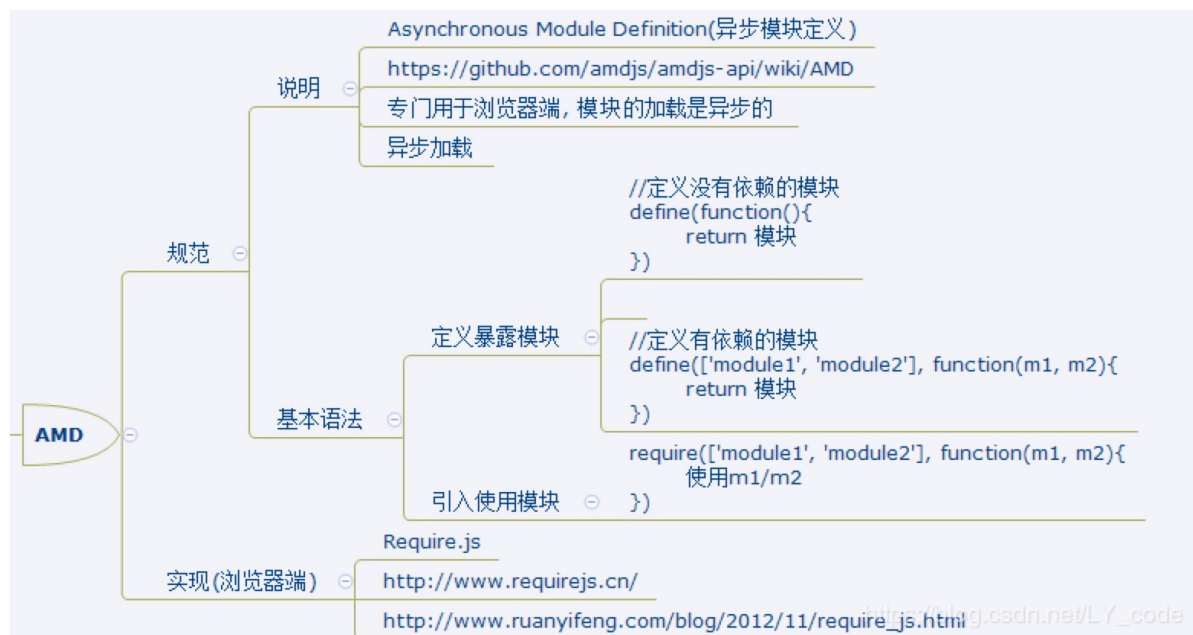 Asynchronous Module Definition(异步模块定义)
https://github.com/amdjs/amdjs-api/wiki/AMD
说明
专门用于浏览器端, 模块的加载是异步的
异步加载
//定义没有依赖的模块
define(function(){
return 模块
})
规范
定义暴露模块
//定义有依赖的模块
define(['module1', 'module2'], function(m1, m2){
return 模块
})
基本语法
AMD
require(['module1', 'module2'], function(m1, m2){
使用m1/m2
})
引入使用模块
Require.js
实现(浏览器端)
http://www.requirejs.cn/
http://www.ruanyifeng.com/blog/2012/11/require_js.html
https://blog.csdn.net/LY_code